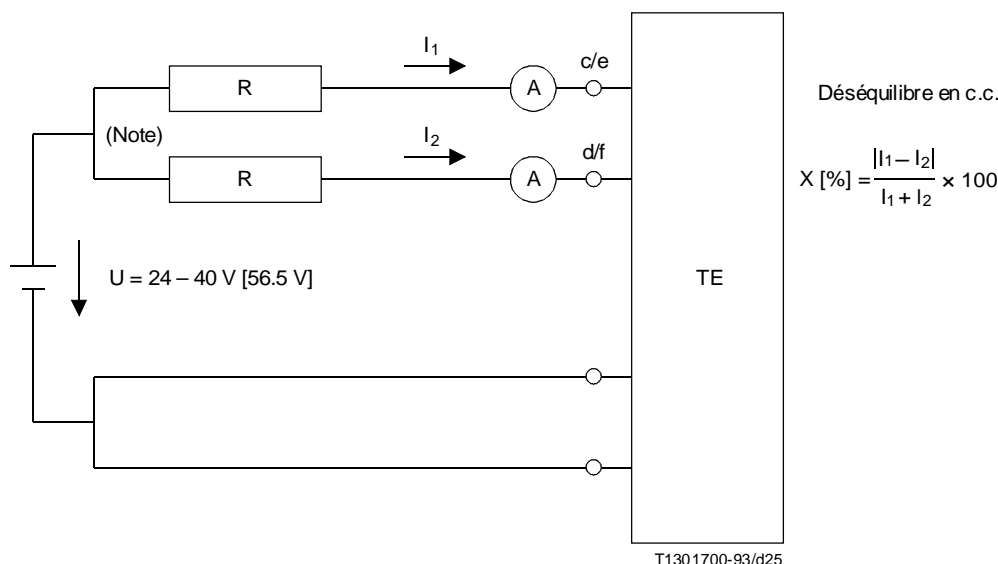 I1
R
A
c/e
(Note)
I2
R
A
d/f
U = 24 – 40 V [56.5 V]
TE
Déséquilibre en c.c.
X [%] = |I1 – I2| / I1 + I2 × 100
T1301700-93/d25